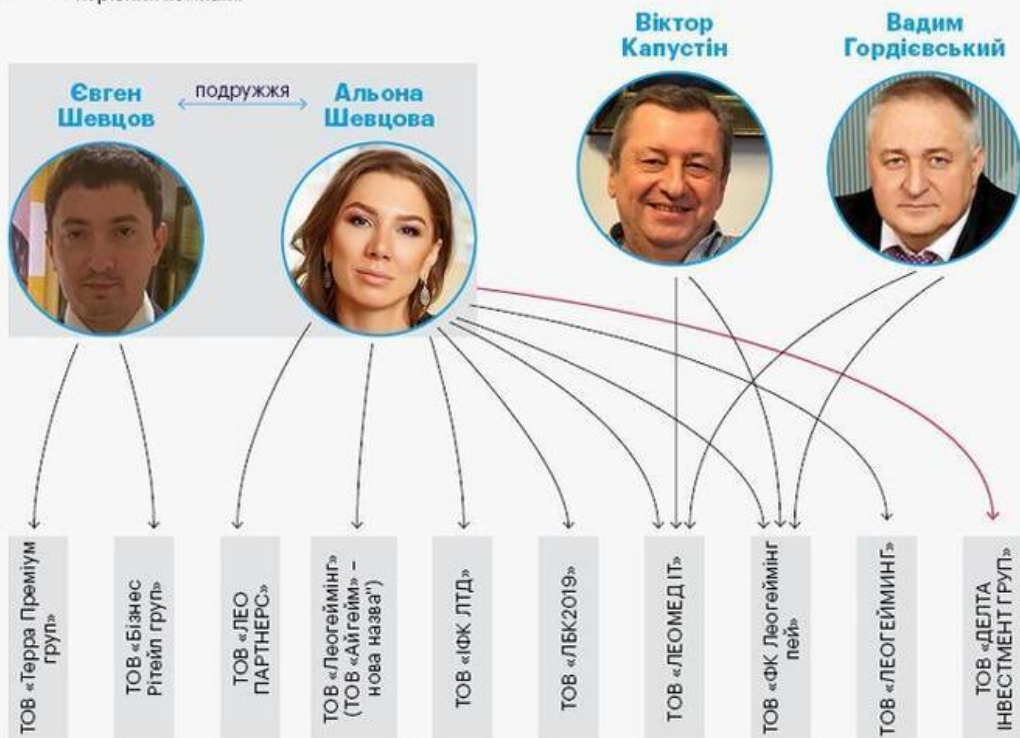 Віктор
Капустін
Вадим
Гордієвський
Євген
Шевцов
подружжя
Альона
Шевцова
ТОВ «Терра Преміум
груп»
ТОВ «Бізнес
Рітейл груп»
ТОВ «ЛЕО
ПАРТНЕРС»
ТОВ «Леогеймінг»
(ТОВ «Айгейм» –
нова назва")
ТОВ «ІФК ЛТД»
ТОВ «ЛБК2019»
ТОВ «ЛЕОМЕД ІТ»
ТОВ «ФК Леогеймінг
пей»
ТОВ «ЛЕОГЕЙМИНГ»
ТОВ «ДЕЛТА
ІНВЕСТМЕНТ ГРУП»